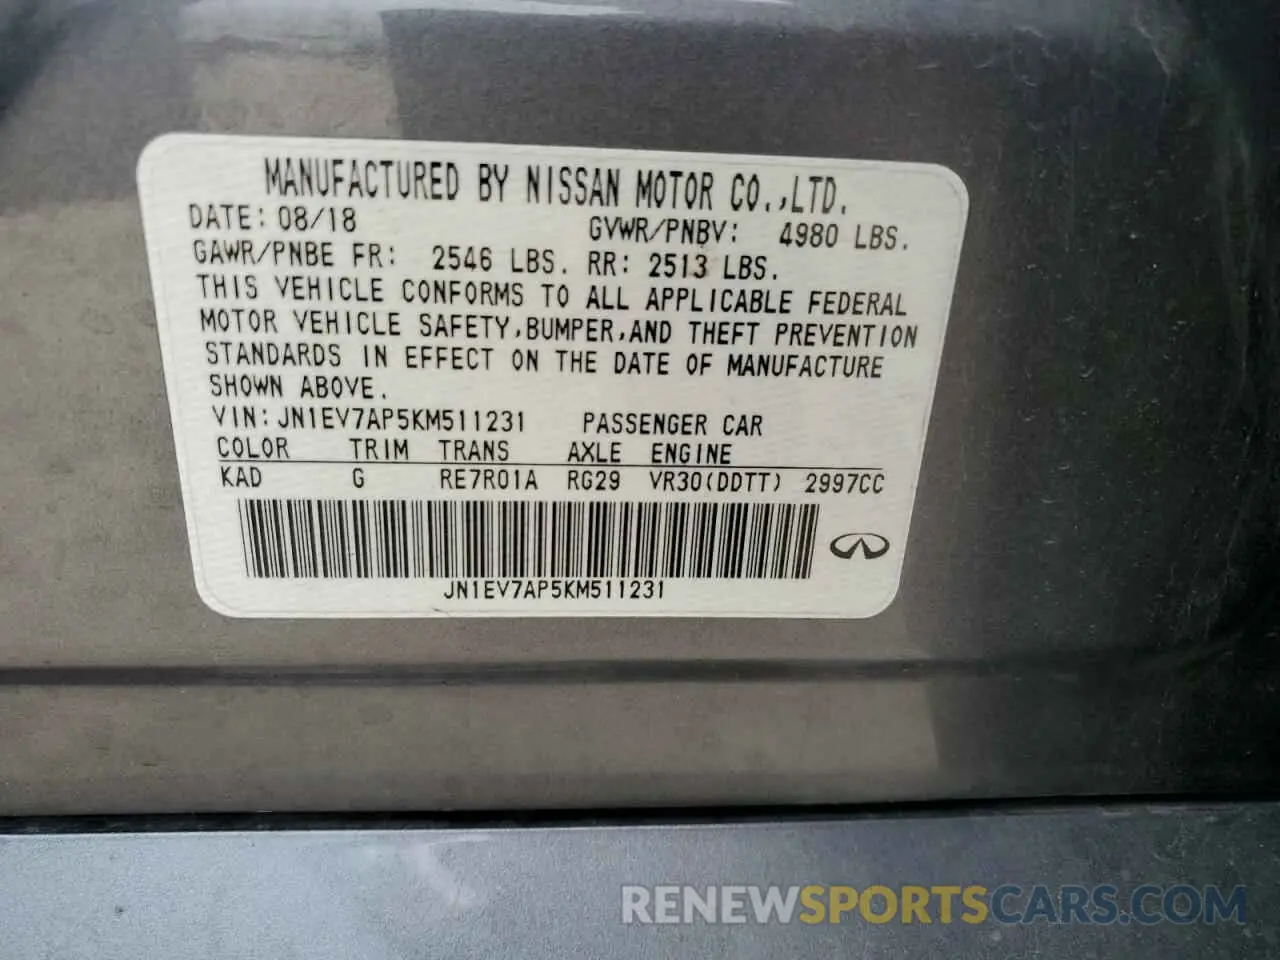 MANUFACTURED BY NISSAN MOTOR CO.,LTD.
DATE: 08/18 GVWR/PNBV: 4980 LBS.
GAWR/PNBE FR: 2546 LBS. RR: 2513 LBS.
THIS VEHICLE CONFORMS TO ALL APPLICABLE FEDERAL
MOTOR VEHICLE SAFETY,BUMPER,AND THEFT PREVENTION
STANDARDS IN EFFECT ON THE DATE OF MANUFACTURE
SHOWN ABOVE.
VIN:JN1EV7AP5KM511231 PASSENGER CAR
COLOR TRIM TRANS AXLE ENGINE
KAD G RE7R01A RG29 VR30(DDTT) 2997CC
JN1EV7AP5KM511231
RENEWSPORTSCARS.COM